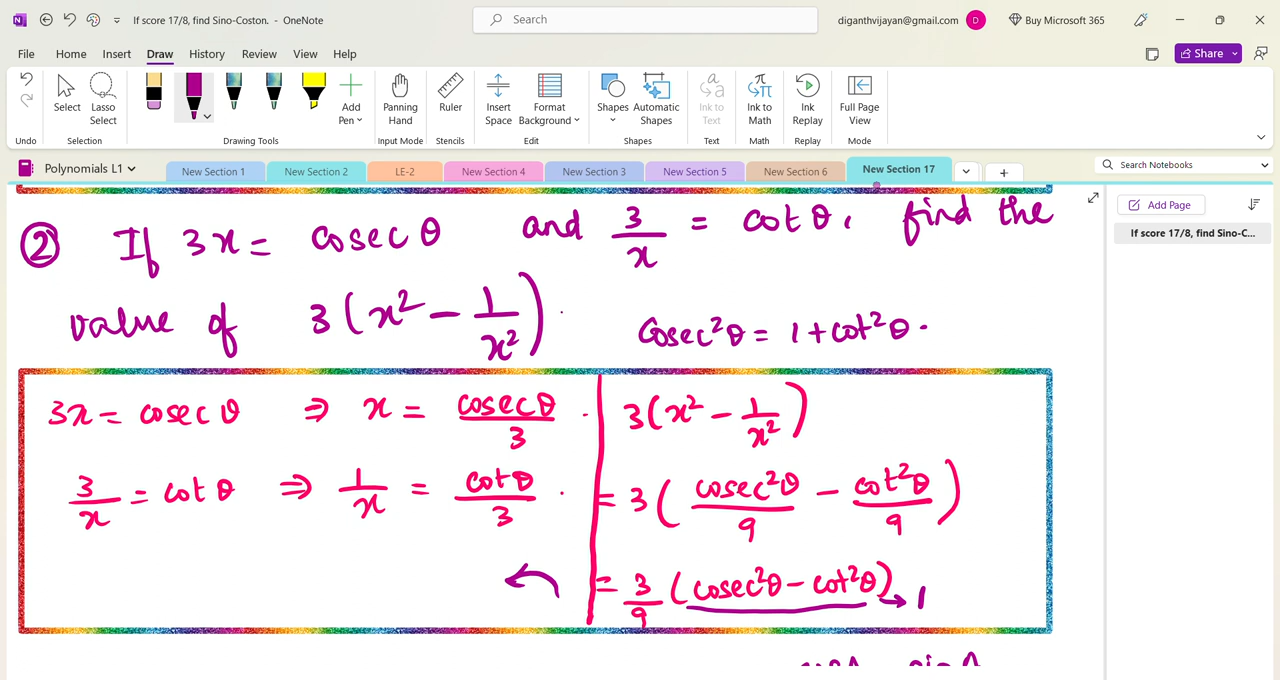 If score 17/8, find Sino-Coston. - OneNote
Search
diganthvijayan@gmail.com D Buy Microsoft 365
File Home Insert Draw History Review View Help Share
Undo Select Lasso Select Add Pen Panning Hand Ruler Insert Space Format Background Shapes Automatic Shapes Ink to Text Ink to Math Ink Replay Full Page View
Undo Selection Drawing Tools Input Mode Stencils Edit Shapes Text Math Replay Mode
Polynomials L1 New Section 1 New Section 2 LE-2 New Section 4 New Section 3 New Section 5 New Section 6 New Section 17 + Search Notebooks
Add Page
If score 17/8, find Sino-C...
② If 3x = cosec θ and 3/x = cot θ, find the
value of 3(x² - 1/x²).
Cosec²θ = 1 + cot²θ.
3x = cosec θ ⇒ x = cosec θ/3.
3/x = cot θ ⇒ 1/x = cot θ/3.
3(x² - 1/x²)
= 3(cosec²θ/9 - cot²θ/9)
= 3/9 (cosec²θ - cot²θ) → 1